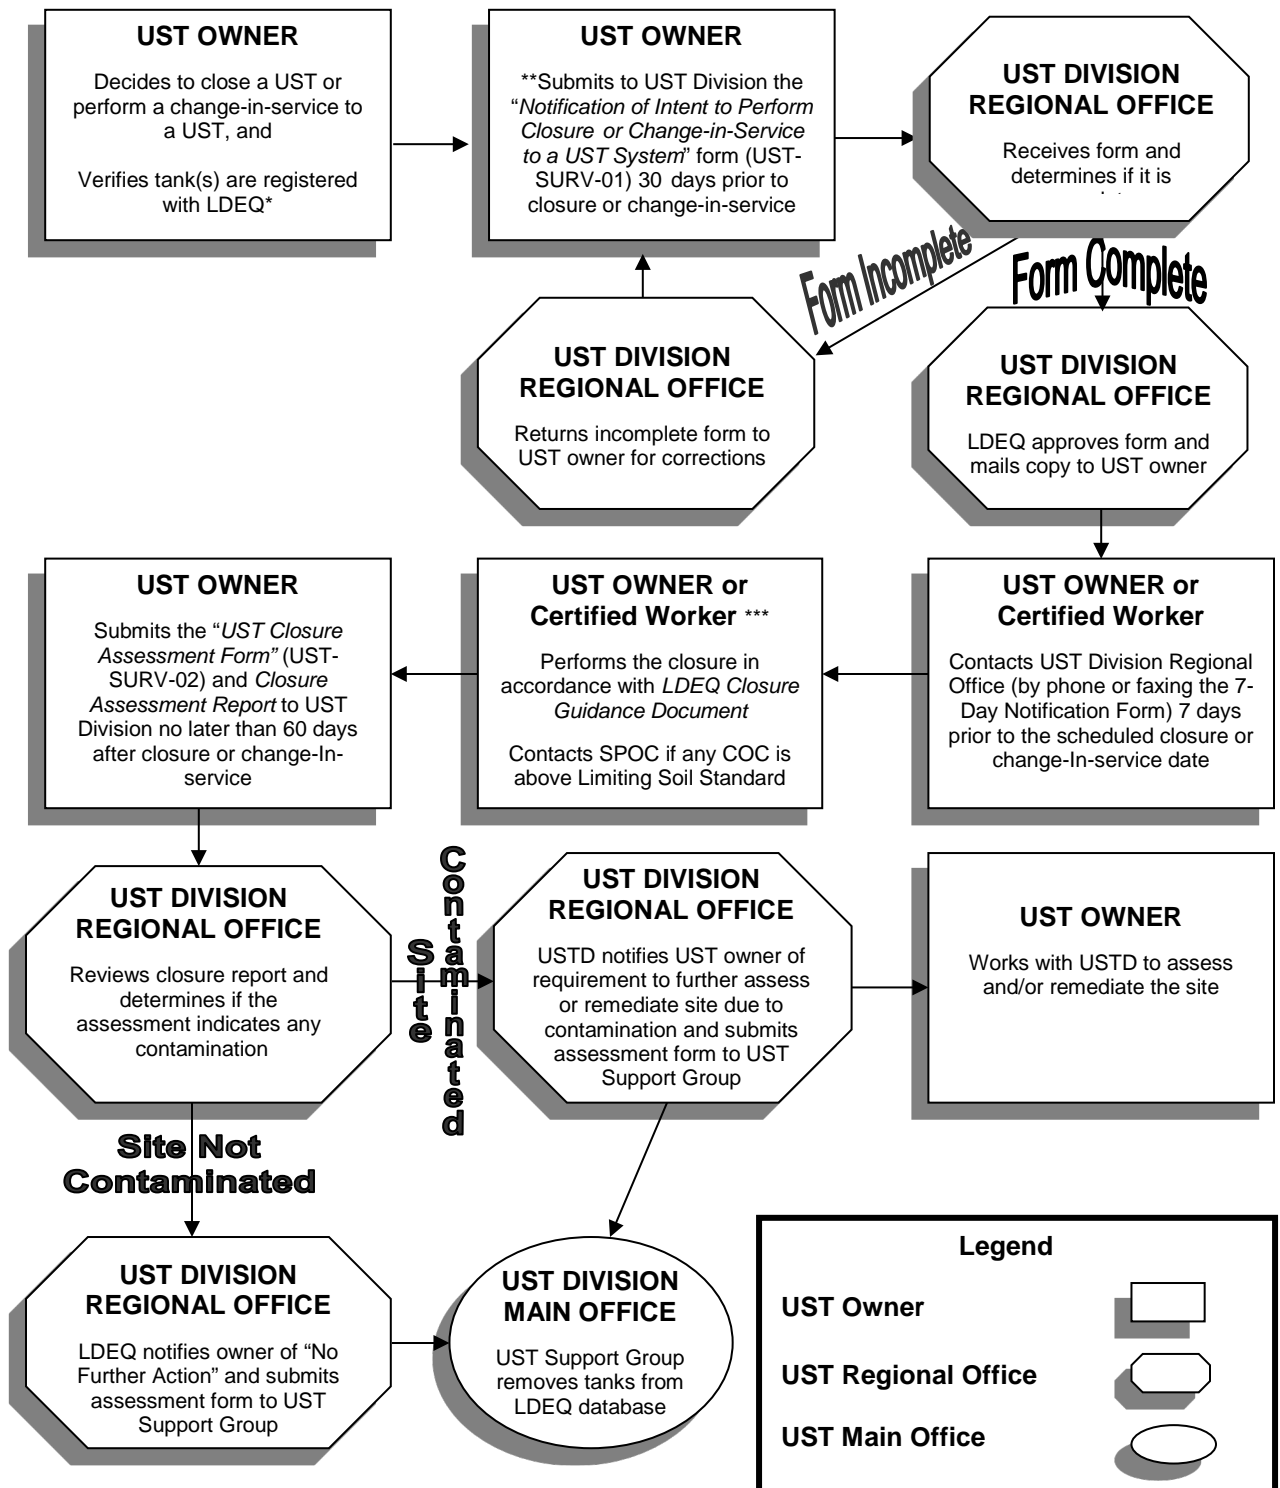 UST OWNER
Decides to close a UST or
perform a change-in-service to
a UST, and
Verifies tank(s) are registered
with LDEQ*
UST OWNER
**Submits to UST Division the
“Notification of Intent to Perform
Closure or Change-in-Service
to a UST System” form (UST-
SURV-01) 30 days prior to
closure or change-in-service
UST DIVISION
REGIONAL OFFICE
Receives form and
determines if it is
Form Incomplete
Form Complete
UST DIVISION
REGIONAL OFFICE
Returns incomplete form to
UST owner for corrections
UST DIVISION
REGIONAL OFFICE
LDEQ approves form and
mails copy to UST owner
UST OWNER or
Certified Worker
Contacts UST Division Regional
Office (by phone or faxing the 7-
Day Notification Form) 7 days
prior to the scheduled closure or
change-In-service date
UST OWNER or
Certified Worker ***
Performs the closure in
accordance with LDEQ Closure
Guidance Document
Contacts SPOC if any COC is
above Limiting Soil Standard
UST OWNER
Submits the “UST Closure
Assessment Form” (UST-
SURV-02) and Closure
Assessment Report to UST
Division no later than 60 days
after closure or change-In-
service
UST DIVISION
REGIONAL OFFICE
Reviews closure report and
determines if the
assessment indicates any
contamination
Site
Contaminated
UST DIVISION
REGIONAL OFFICE
USTD notifies UST owner of
requirement to further assess
or remediate site due to
contamination and submits
assessment form to UST
Support Group
UST OWNER
Works with USTD to assess
and/or remediate the site
Site Not
Contaminated
UST DIVISION
REGIONAL OFFICE
LDEQ notifies owner of “No
Further Action” and submits
assessment form to UST
Support Group
UST DIVISION
MAIN OFFICE
UST Support Group
removes tanks from
LDEQ database
Legend
UST Owner
UST Regional Office
UST Main Office